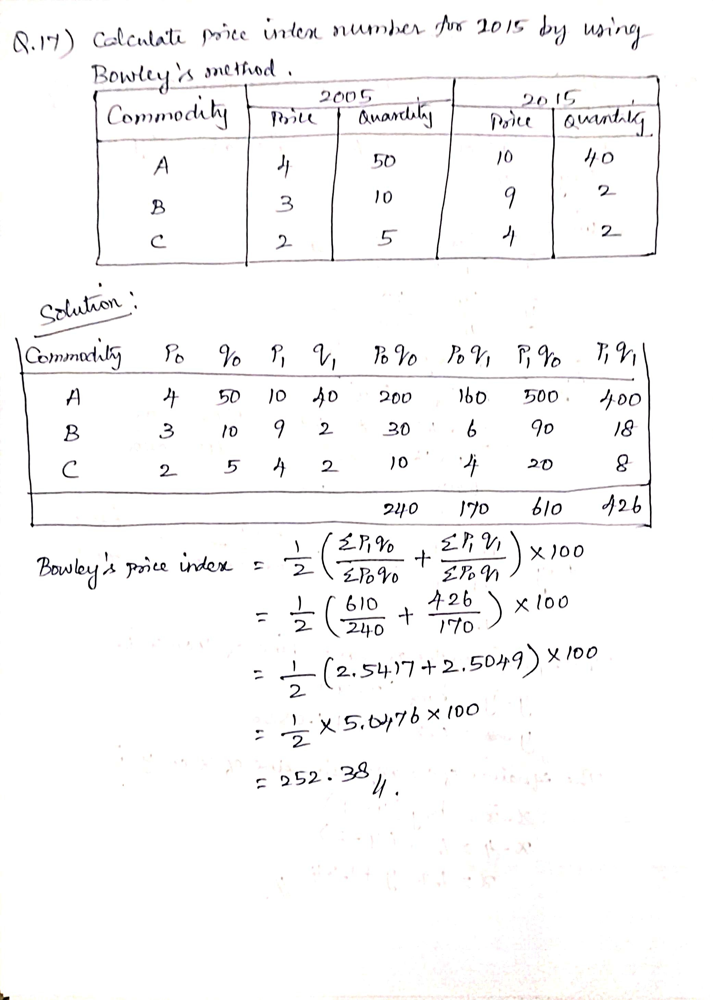 Q.17) Calculate price index number for 2015 by using
Bowley's method.
Commodity 2005 2015
Price Quantity Price Quantity
A 4 50 10 40
B 3 10 9 2
C 2 5 4 2
Solution:
Commodity P₀ q₀ P₁ q₁ P₀q₀ P₀q₁ P₁q₀ P₁q₁
A 4 50 10 40 200 160 500 400
B 3 10 9 2 30 6 90 18
C 2 5 4 2 10 4 20 8
240 170 610 426
Bowley's price index = 1/2 (ΣP₁q₀/ΣP₀q₀ + ΣP₁q₁/ΣP₀q₁) × 100
= 1/2 (610/240 + 426/170) × 100
= 1/2 (2.5417 + 2.5049) × 100
= 1/2 × 5.0476 × 100
= 252.38